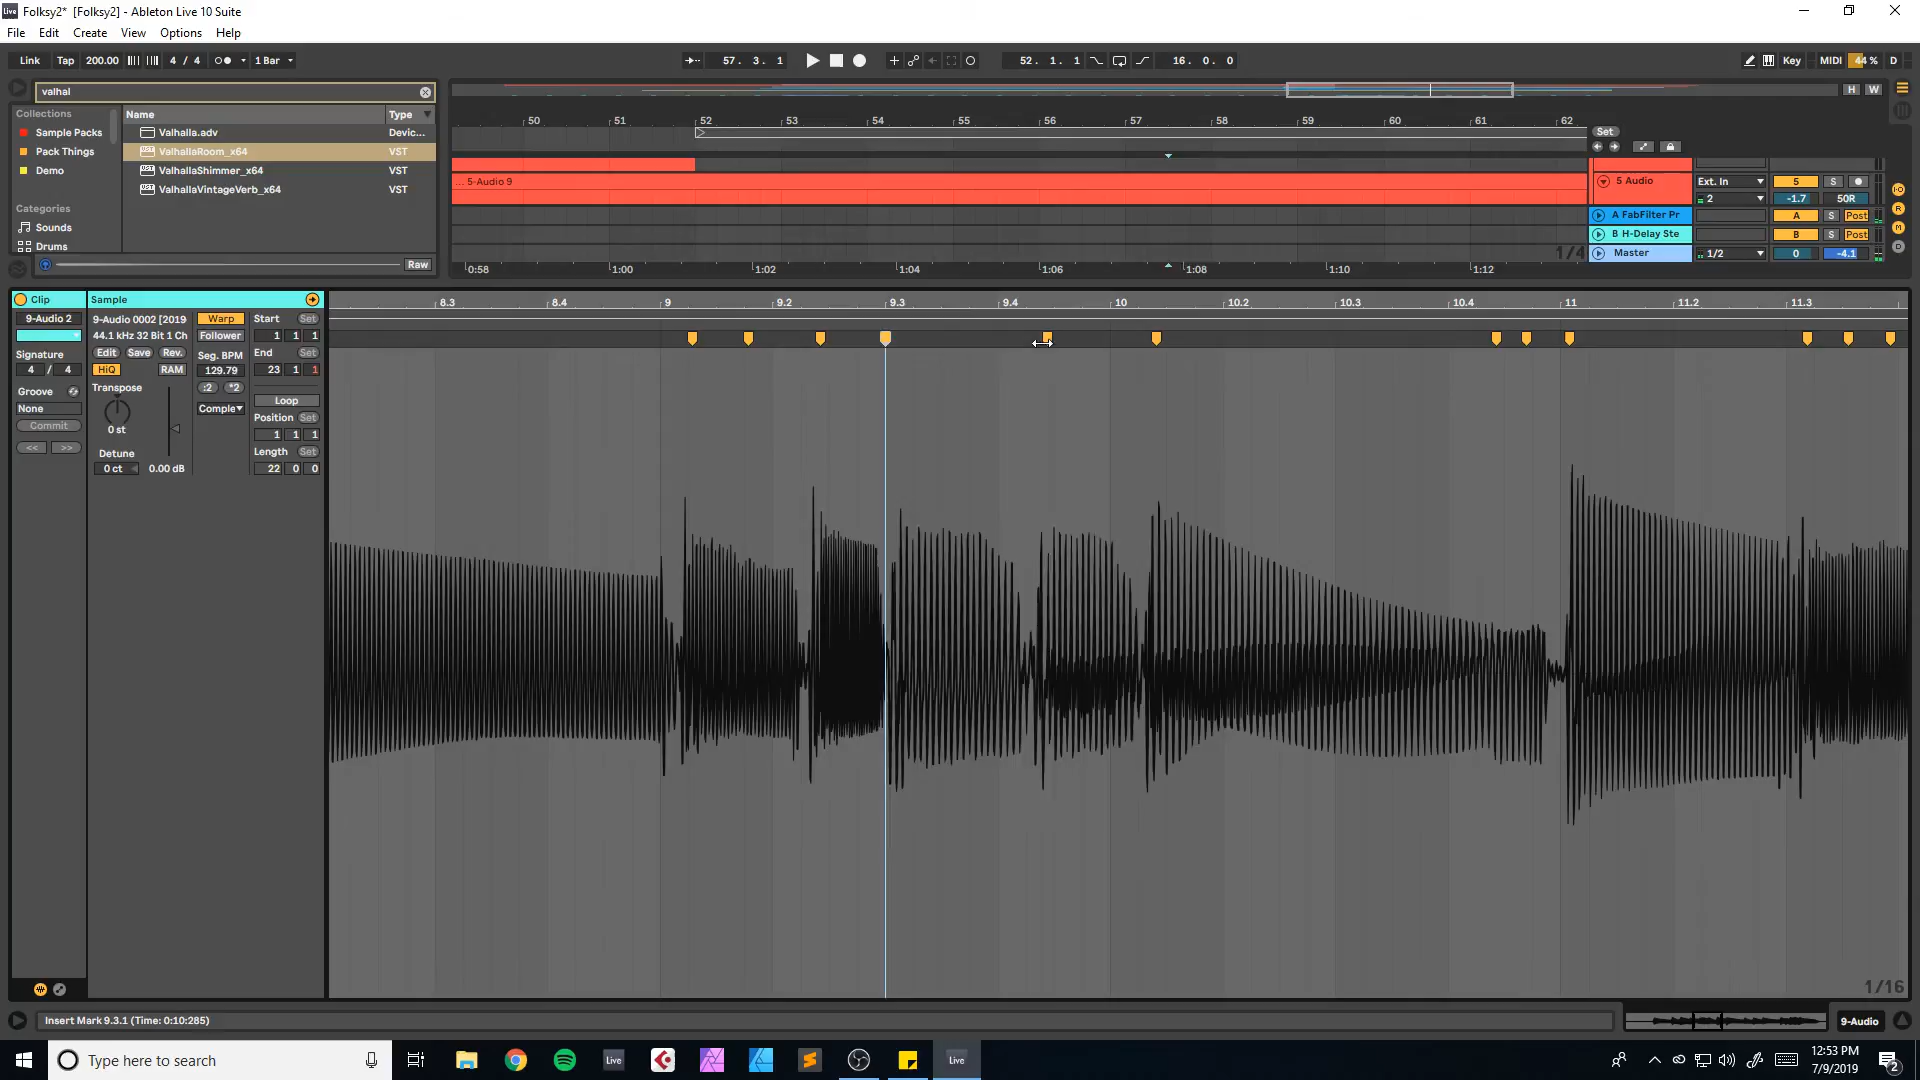 Folksy2* [Folksy2] - Ableton Live 10 Suite
File Edit Create View Options Help
Link Tap 200.00 4 / 4 1 Bar 57. 3. 1 52. 1. 1 16. 0. 0 Key MIDI 44 % D
valhal
H W
Collections Name Type
Sample Packs Valhalla.adv Devic...
Pack Things ValhallaRoom_x64 VST
Demo ValhallaShimmer_x64 VST
ValhallaVintageVerb_x64 VST
Categories
Sounds
Drums
Raw
50 51 52 53 54 55 56 57 58 59 60 61 62
Set
... 5-Audio 9
5 Audio Ext. In 5 S
2 -1.7 50R
A FabFilter Pr A S Post
B H-Delay Ste B S Post
1/4 Master 1/2 0 -4.1
0:58 1:00 1:02 1:04 1:06 1:08 1:10 1:12
Clip Sample
8.3 8.4 9 9.2 9.3 9.4 10 10.2 10.3 10.4 11 11.2 11.3
9-Audio 2 9-Audio 0002 [2019 Warp Start Set
44.1 kHz 32 Bit 1 Ch Follower 1 1 1
Signature Edit Save Rev. Seg. BPM End Set
4 / 4 HiQ RAM 129.79 23 1 1
Groove Transpose :2 *2 Loop
None Comple Position Set
Commit 0 st 1 1 1
<< >> Detune Length Set
0 ct 0.00 dB 22 0 0
1/16
Insert Mark 9.3.1 (Time: 0:10:285)
9-Audio
Type here to search
Live
Live
12:53 PM
7/9/2019
2